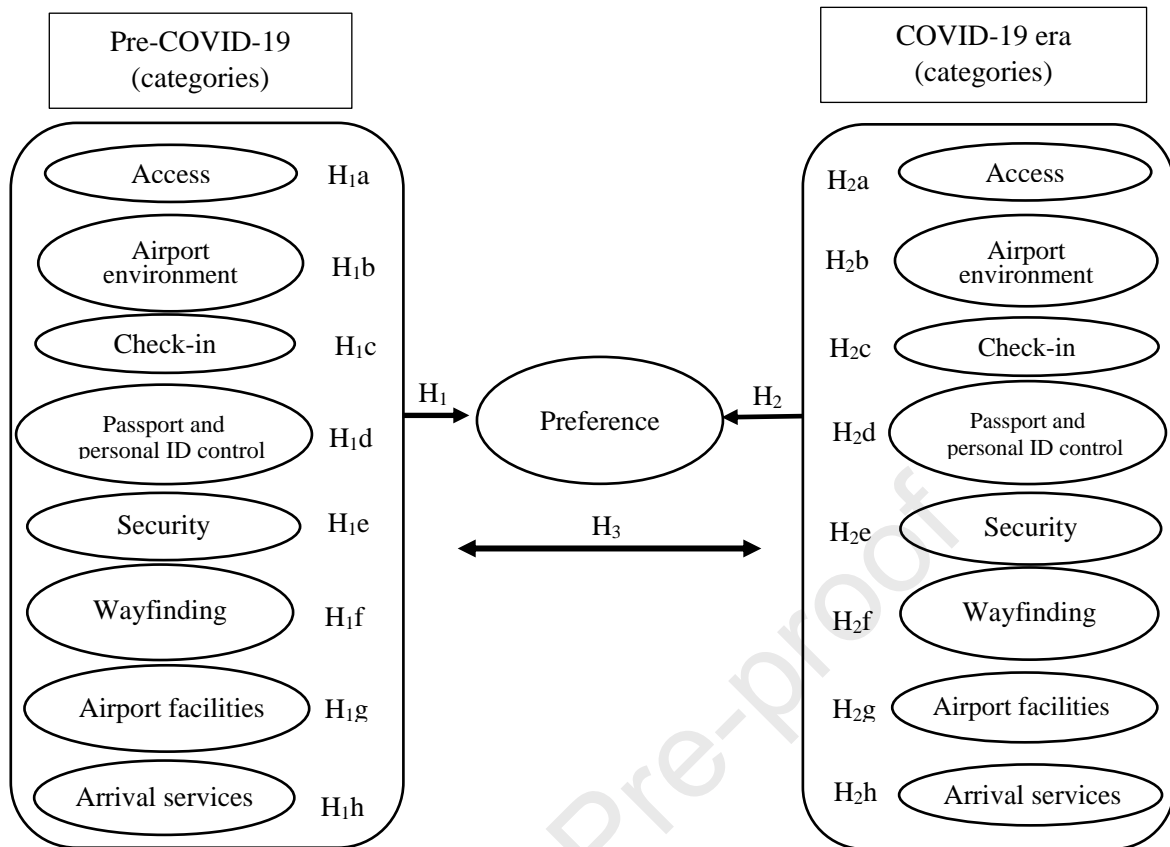 Pre-COVID-19
(categories)
Access
H₁a
Airport
environment
H₁b
Check-in
H₁c
Passport and
personal ID control
H₁d
Security
H₁e
Wayfinding
H₁f
Airport facilities
H₁g
Arrival services
H₁h
H₁
Preference
H₂
H₃
COVID-19 era
(categories)
H₂a
Access
H₂b
Airport
environment
H₂c
Check-in
H₂d
Passport and
personal ID control
H₂e
Security
H₂f
Wayfinding
H₂g
Airport facilities
H₂h
Arrival services
Pre-proof